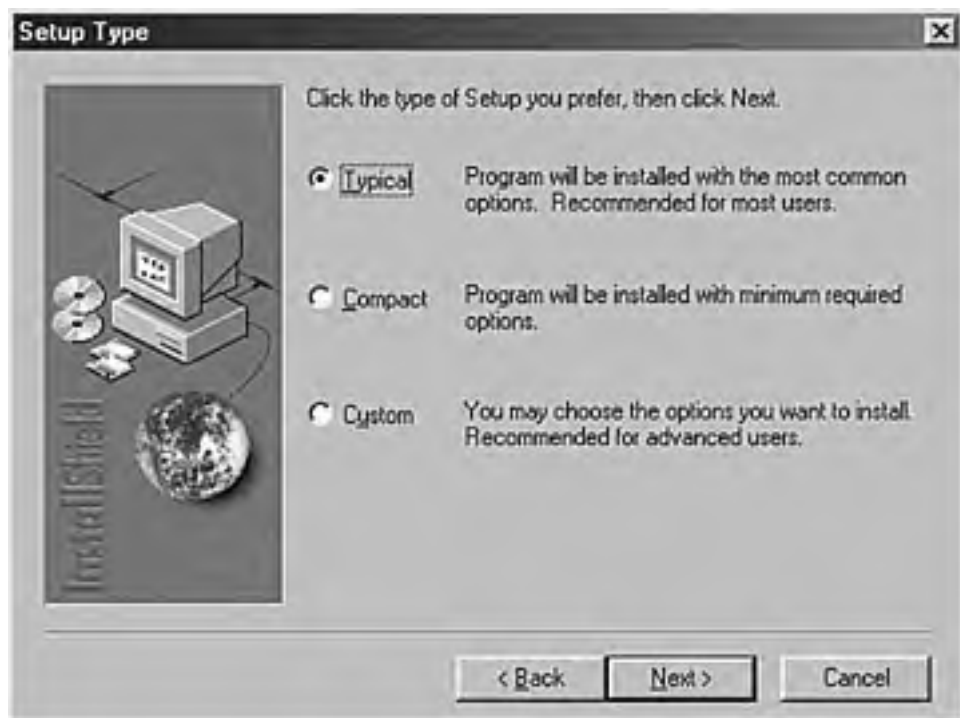 Setup Type
Click the type of Setup you prefer, then click Next.
Typical
Program will be installed with the most common
options. Recommended for most users.
Compact
Program will be installed with minimum required
options.
Custom
You may choose the options you want to install.
Recommended for advanced users.
InstallShield
< Back
Next >
Cancel